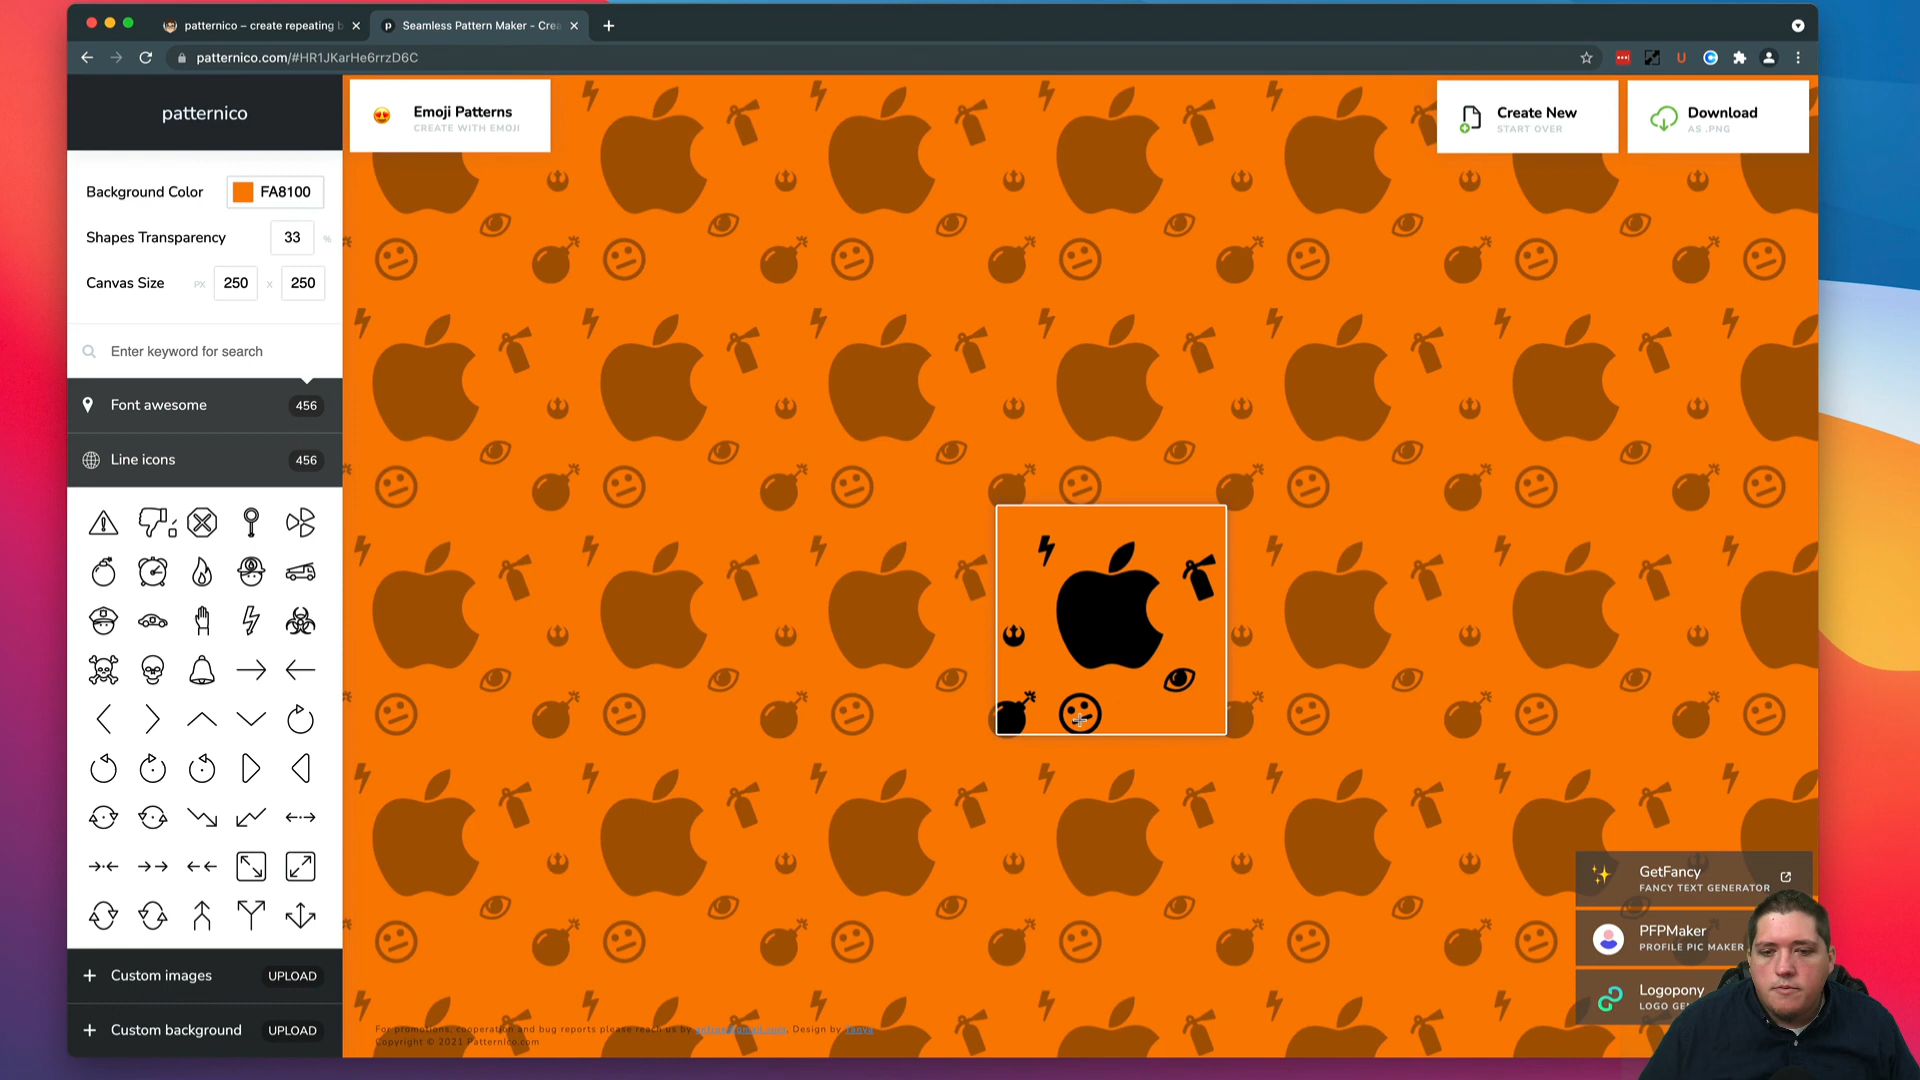 patternico – create repeating b
Seamless Pattern Maker - Crea
patternico.com/#HR1JKarHe6rrzD6C
patternico
Emoji Patterns
CREATE WITH EMOJI
Create New
START OVER
Download
AS .PNG
Background Color
FA8100
Shapes Transparency
33
%
Canvas Size
PX
250
X
250
Enter keyword for search
Font awesome
456
Line icons
456
Custom images
UPLOAD
Custom background
UPLOAD
GetFancy
FANCY TEXT GENERATOR
PFPMaker
PROFILE PIC MAKER
Logopony
LOGO GE
For promotions, cooperation and bug reports please reach us by
Design by
Copyright © 2021 Patternico.com